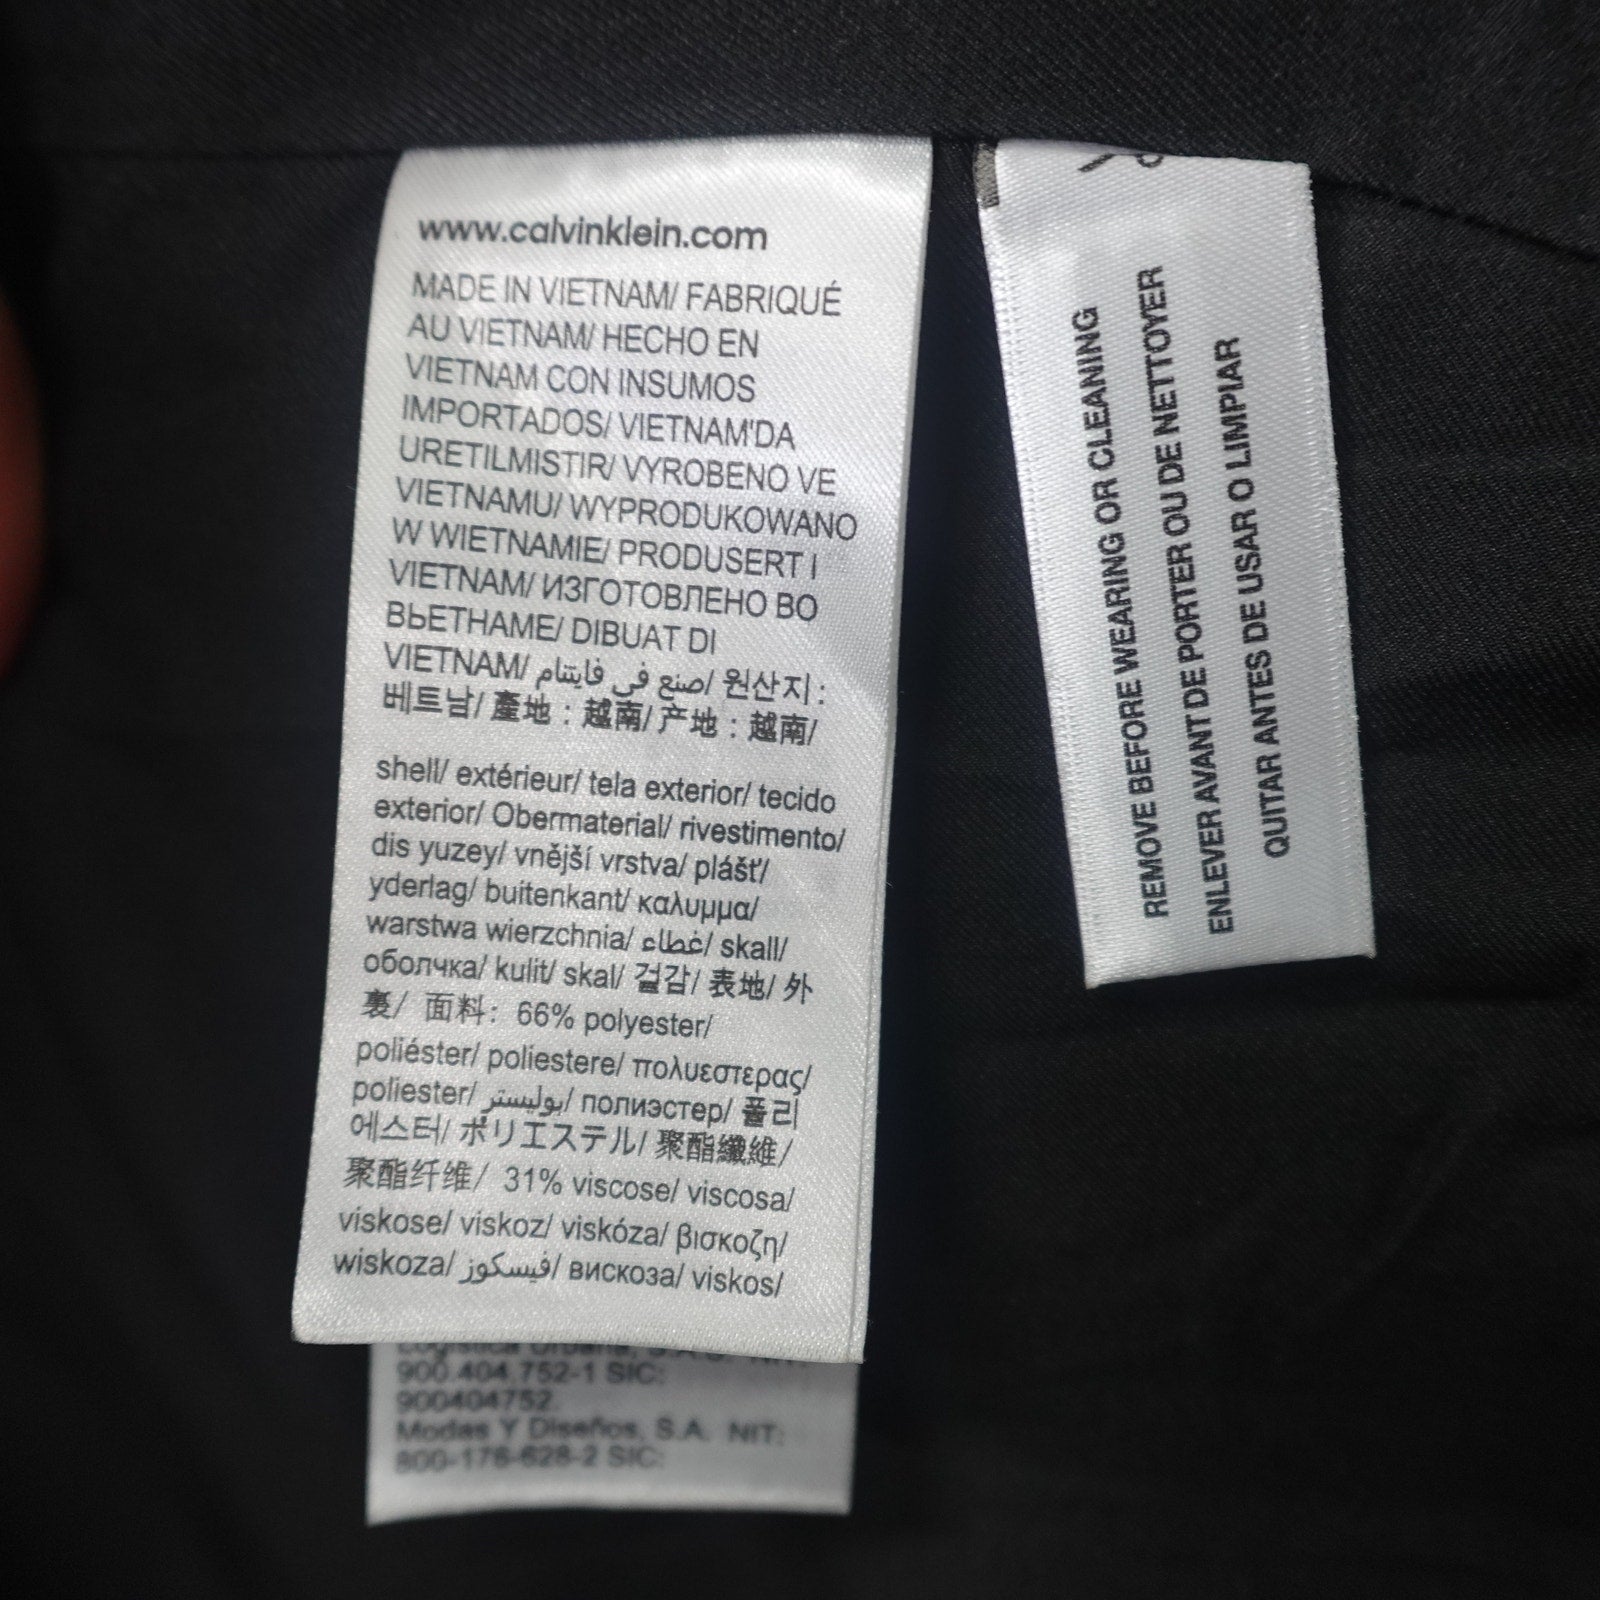 www.calvinklein.com
MADE IN VIETNAM/ FABRIQUÉ
AU VIETNAM/ HECHO EN
VIETNAM CON INSUMOS
IMPORTADOS/ VIETNAM'DA
URETILMISTIR/ VYROBENO VE
VIETNAMU/ WYPRODUKOWANO
W WIETNAMIE/ PRODUSERT I
VIETNAM/ ИЗГОТОВЛЕНО ВО
ВЬЕТНАМЕ/ DIBUAT DI
VIETNAM/ صنع في فايتنام/ 원산지 :
베트남/ 產地 : 越南/ 产地 : 越南/
shell/ extérieur/ tela exterior/ tecido
exterior/ Obermaterial/ rivestimento/
dis yuzey/ vnější vrstva/ plášť/
yderlag/ buitenkant/ καλυμμα/
warstwa wierzchnia/ غطاء/ skall/
оболчка/ kulit/ skal/ 겉감/ 表地/ 外
裏/ 面料: 66% polyester/
poliéster/ poliestere/ πολυεστερας/
poliester/ بوليستر/ полиэстер/ 폴리
에스터/ ポリエステル/ 聚酯纖維/
聚酯纤维/ 31% viscose/ viscosa/
viskose/ viskoz/ viskóza/ βισκοζη/
wiskoza/ فيسكوز/ вискоза/ viskos/
900.404.752-1 SIC:
900404752.
Modas Y Diseños, S.A. NIT:
800-176-628-2 SIC:
REMOVE BEFORE WEARING OR CLEANING
ENLEVER AVANT DE PORTER OU DE NETTOYER
QUITAR ANTES DE USAR O LIMPIAR